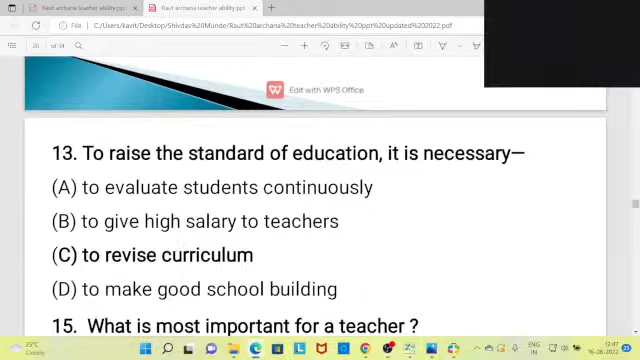 Raut archana teacher ability ppt
Raut archana teacher ability ppt
File
C:/Users/kavit/Desktop/Shivdas%20Munde/Raut%20archana%20teacher%20ability%20ppt%20updated%202022.pdf
20 of 54
Edit with WPS Office
13. To raise the standard of education, it is necessary—
(A) to evaluate students continuously
(B) to give high salary to teachers
(C) to revise curriculum
(D) to make good school building
15. What is most important for a teacher ?
25°C
Cloudy
ENG
IN
12:47
16-08-2022